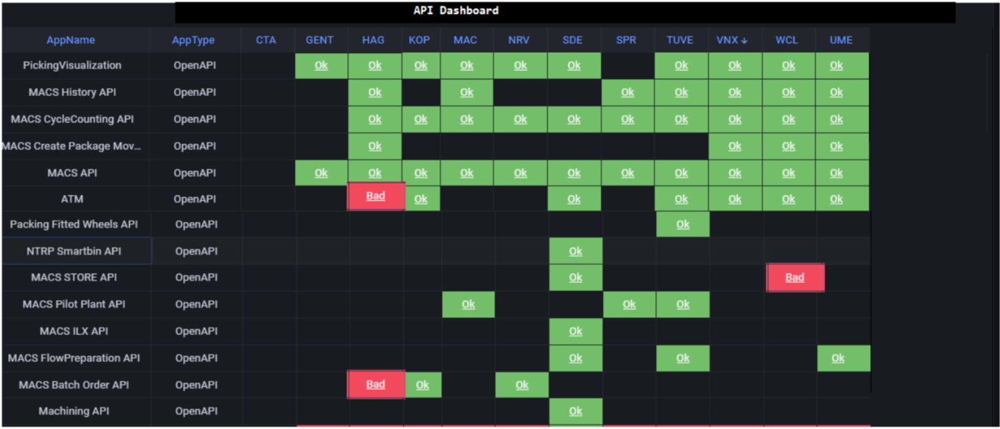 API Dashboard
AppName AppType CTA GENT HAG KOP MAC NRV SDE SPR TUVE VNX ↓ WCL UME
PickingVisualization OpenAPI Ok Ok Ok Ok Ok Ok Ok Ok Ok Ok
MACS History API OpenAPI Ok Ok Ok Ok Ok Ok Ok
MACS CycleCounting API OpenAPI Ok Ok Ok Ok Ok Ok Ok Ok Ok Ok
MACS Create Package Mov... OpenAPI Ok Ok Ok Ok
MACS API OpenAPI Ok Ok Ok Ok Ok Ok Ok Ok Ok Ok Ok
ATM OpenAPI Bad Ok Ok Ok Ok Ok Ok
Packing Fitted Wheels API OpenAPI Ok
NTRP Smartbin API OpenAPI Ok
MACS STORE API OpenAPI Ok Bad
MACS Pilot Plant API OpenAPI Ok Ok Ok
MACS ILX API OpenAPI Ok
MACS FlowPreparation API OpenAPI Ok Ok Ok
MACS Batch Order API OpenAPI Bad Ok Ok
Machining API OpenAPI Ok